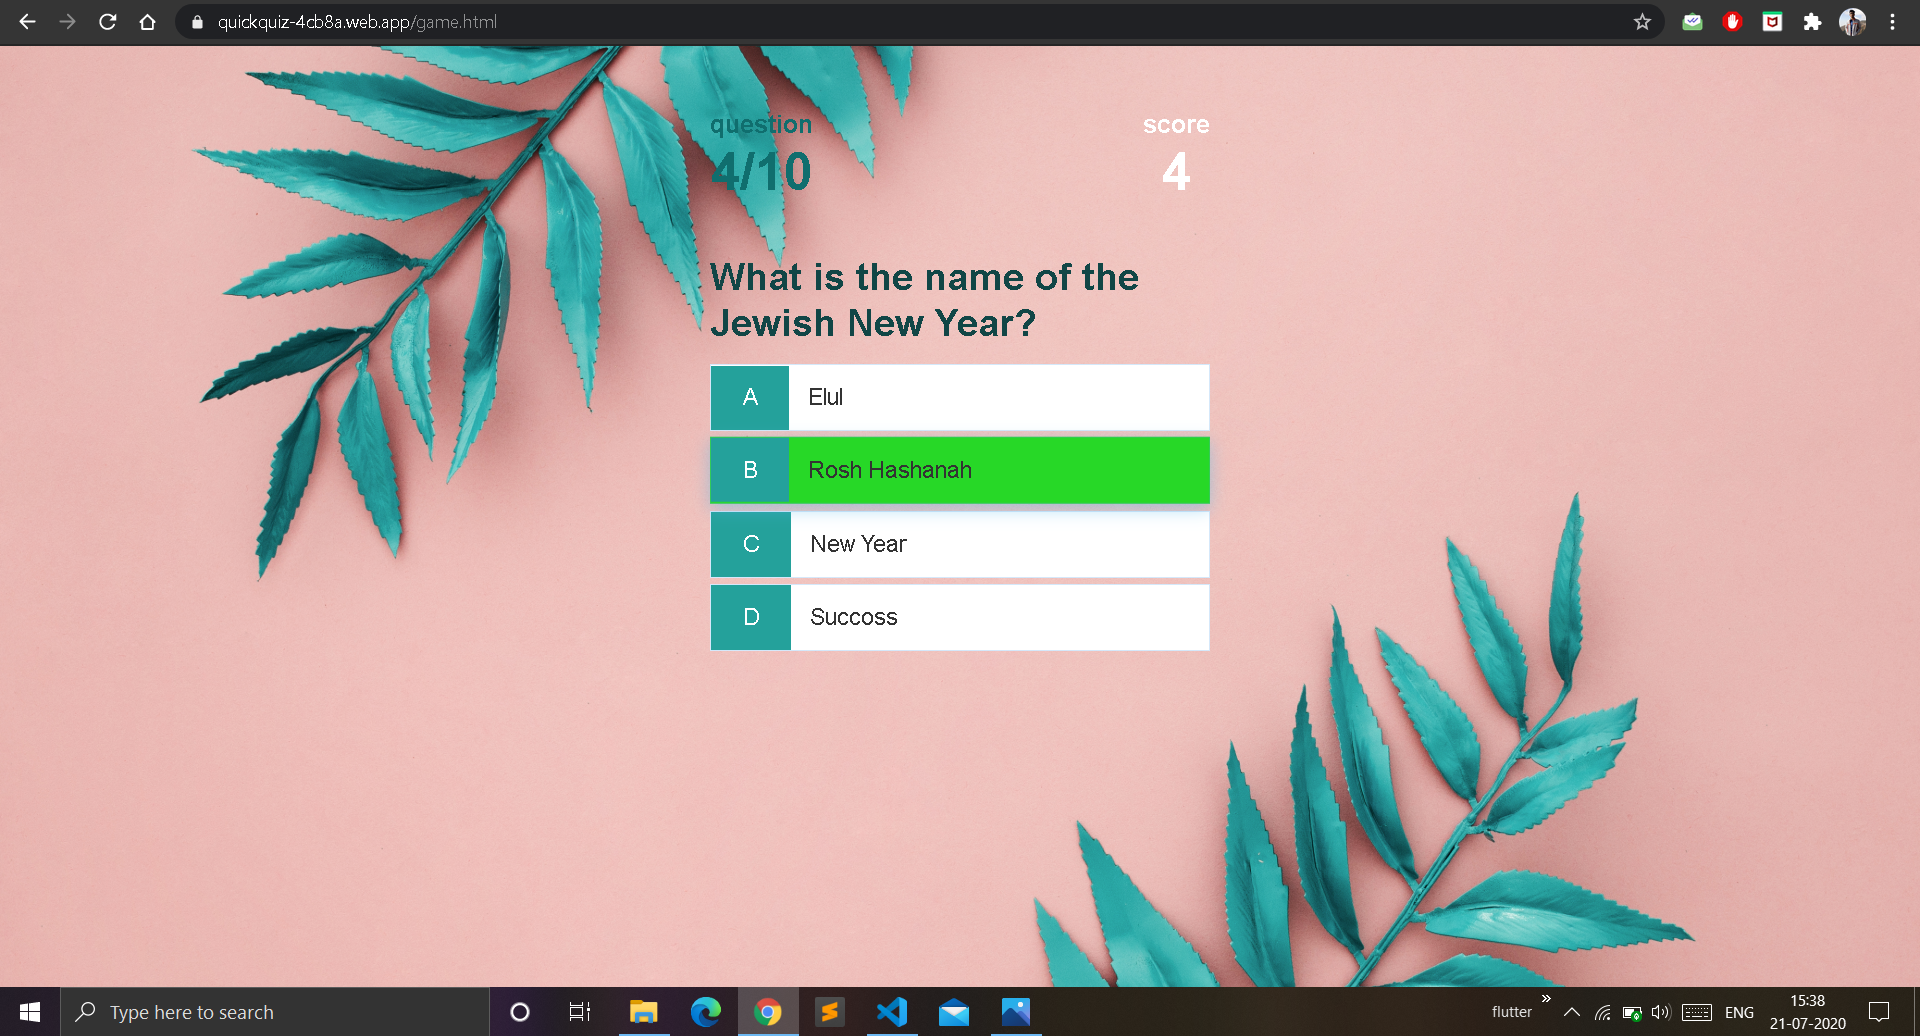 quickquiz-4cb8a.web.app/game.html
question
4/10
score
4
What is the name of the
Jewish New Year?
A
Elul
B
Rosh Hashanah
C
New Year
D
Succoss
Type here to search
flutter
ENG
15:38
21-07-2020